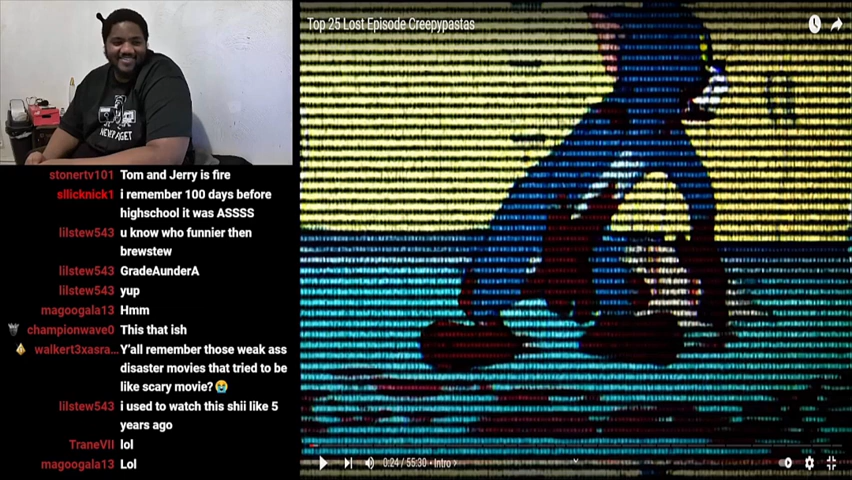 Top 25 Lost Episode Creepypastas
stonertv101 Tom and Jerry is fire
sllicknick1 i remember 100 days before
highschool it was ASSSS
lilstew543 u know who funnier then
brewstew
lilstew543 GradeAunderA
lilstew543 yup
magoogala13 Hmm
championwave0 This that ish
walkert3xasra... Y'all remember those weak ass
disaster movies that tried to be
like scary movie?😭
lilstew543 i used to watch this shii like 5
years ago
TraneVII lol
magoogala13 Lol
0:24 / 55:30 • Intro ›